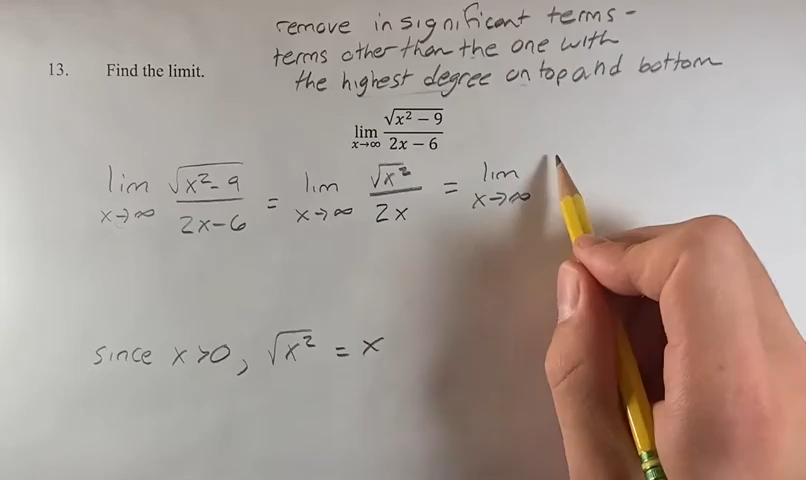 remove insignificant terms -
terms other than the one with
the highest degree on top and bottom
13. Find the limit.
lim x→∞ √(x² − 9) / (2x − 6)
lim x→∞ √(x²-9) / (2x-6) = lim x→∞ √x² / 2x = lim x→∞
since x>0, √x² = x